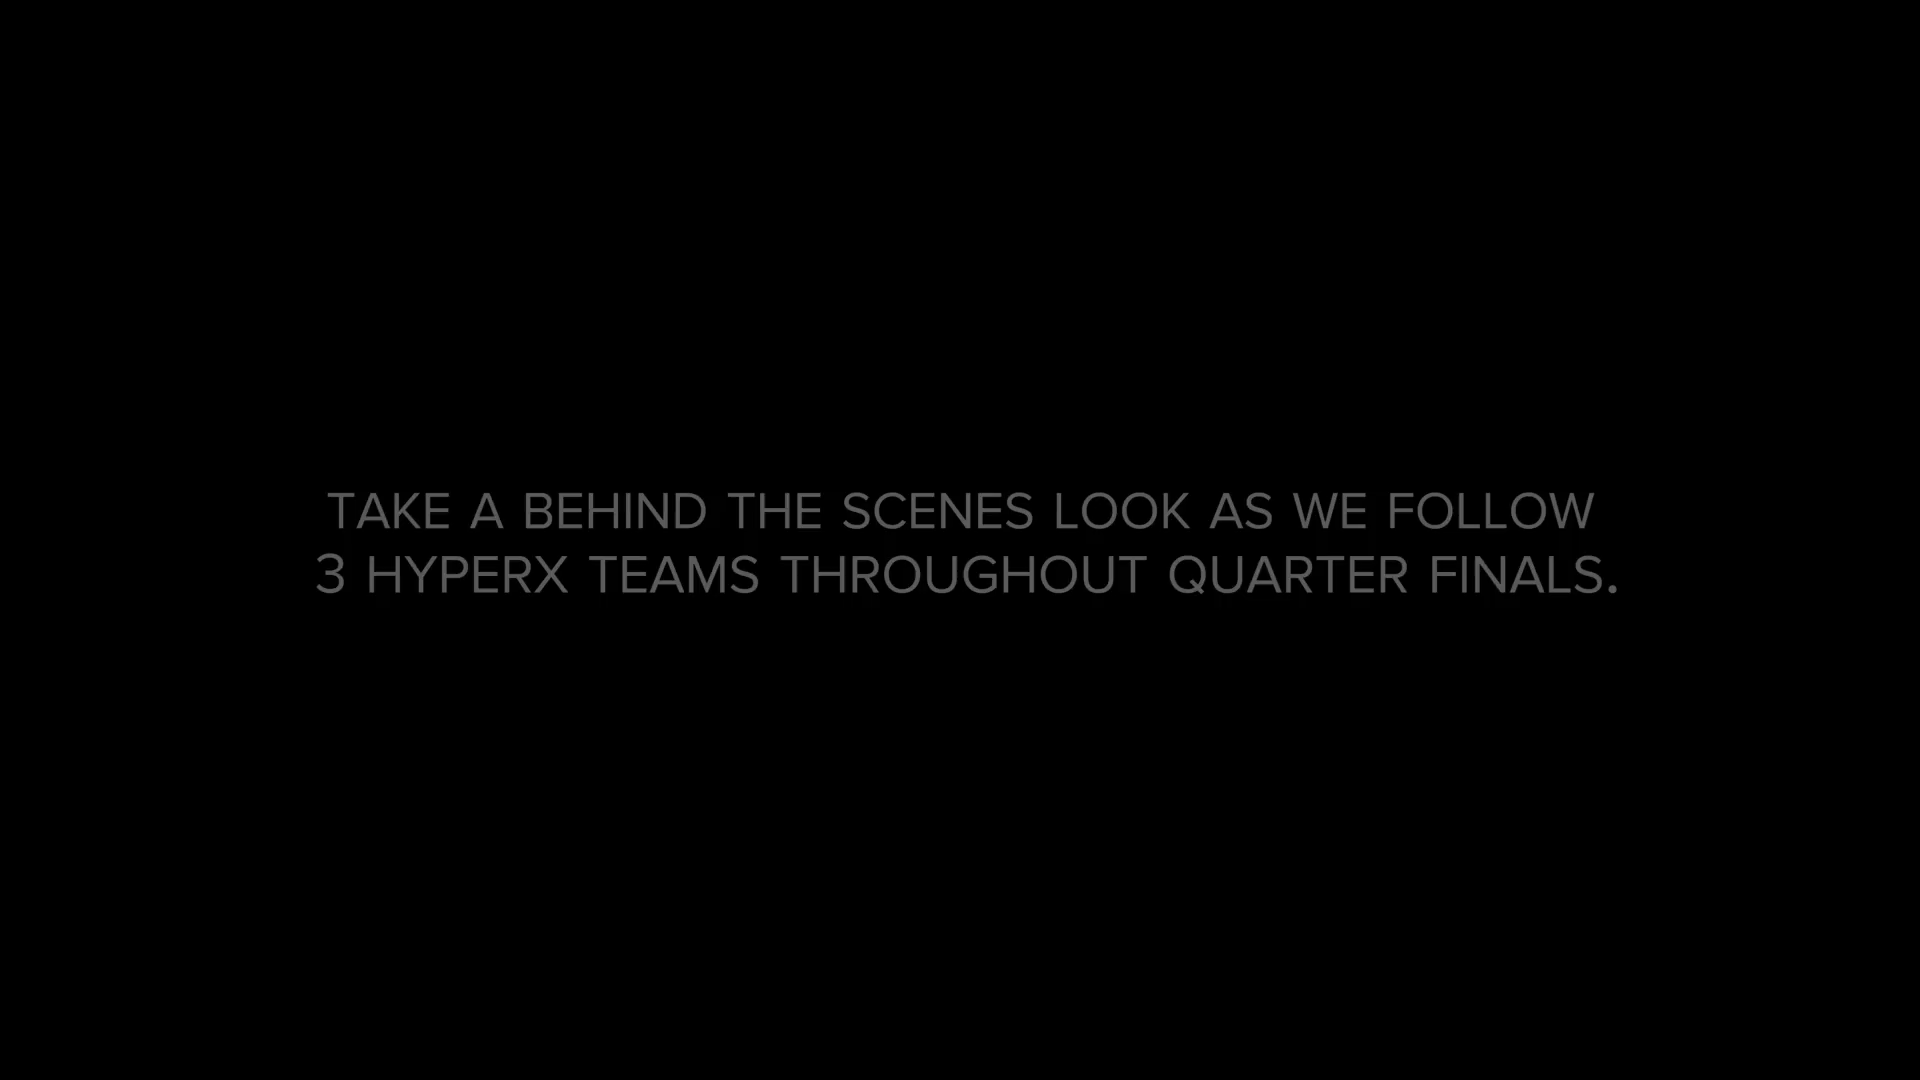 TAKE A BEHIND THE SCENES LOOK AS WE FOLLOW
3 HYPERX TEAMS THROUGHOUT QUARTER FINALS.